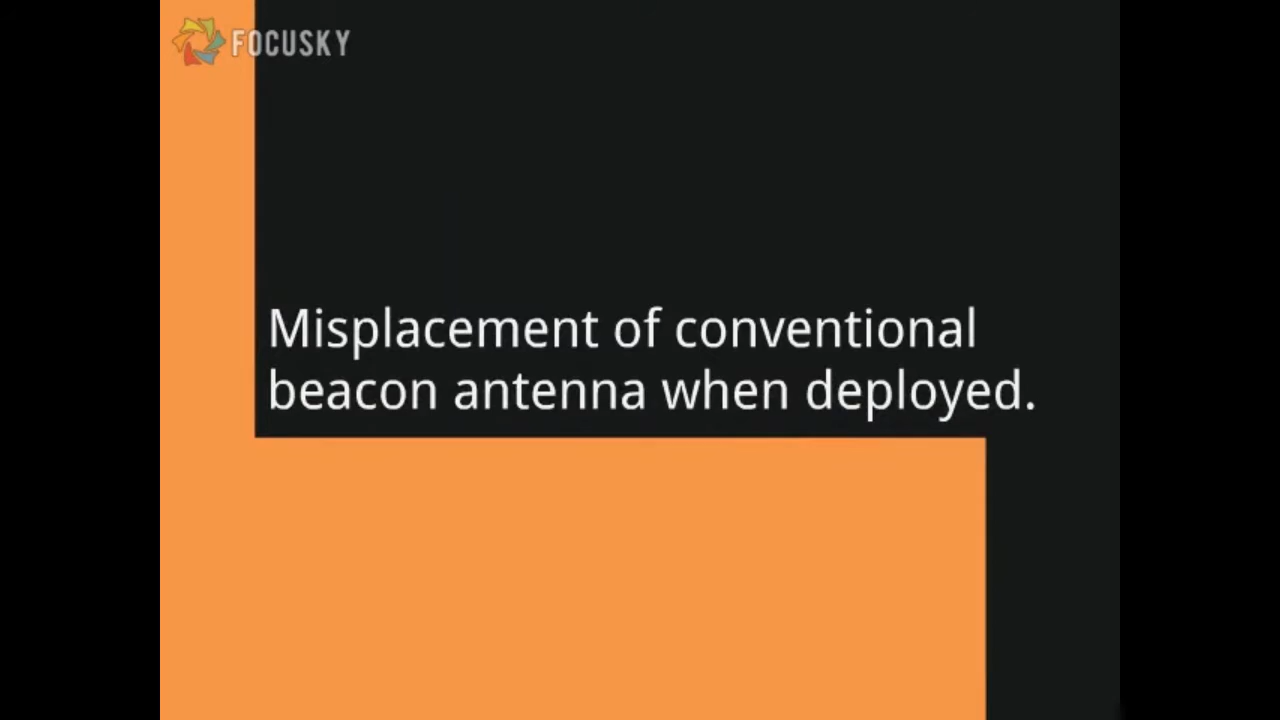 FOCUSKY
Misplacement of conventional
beacon antenna when deployed.